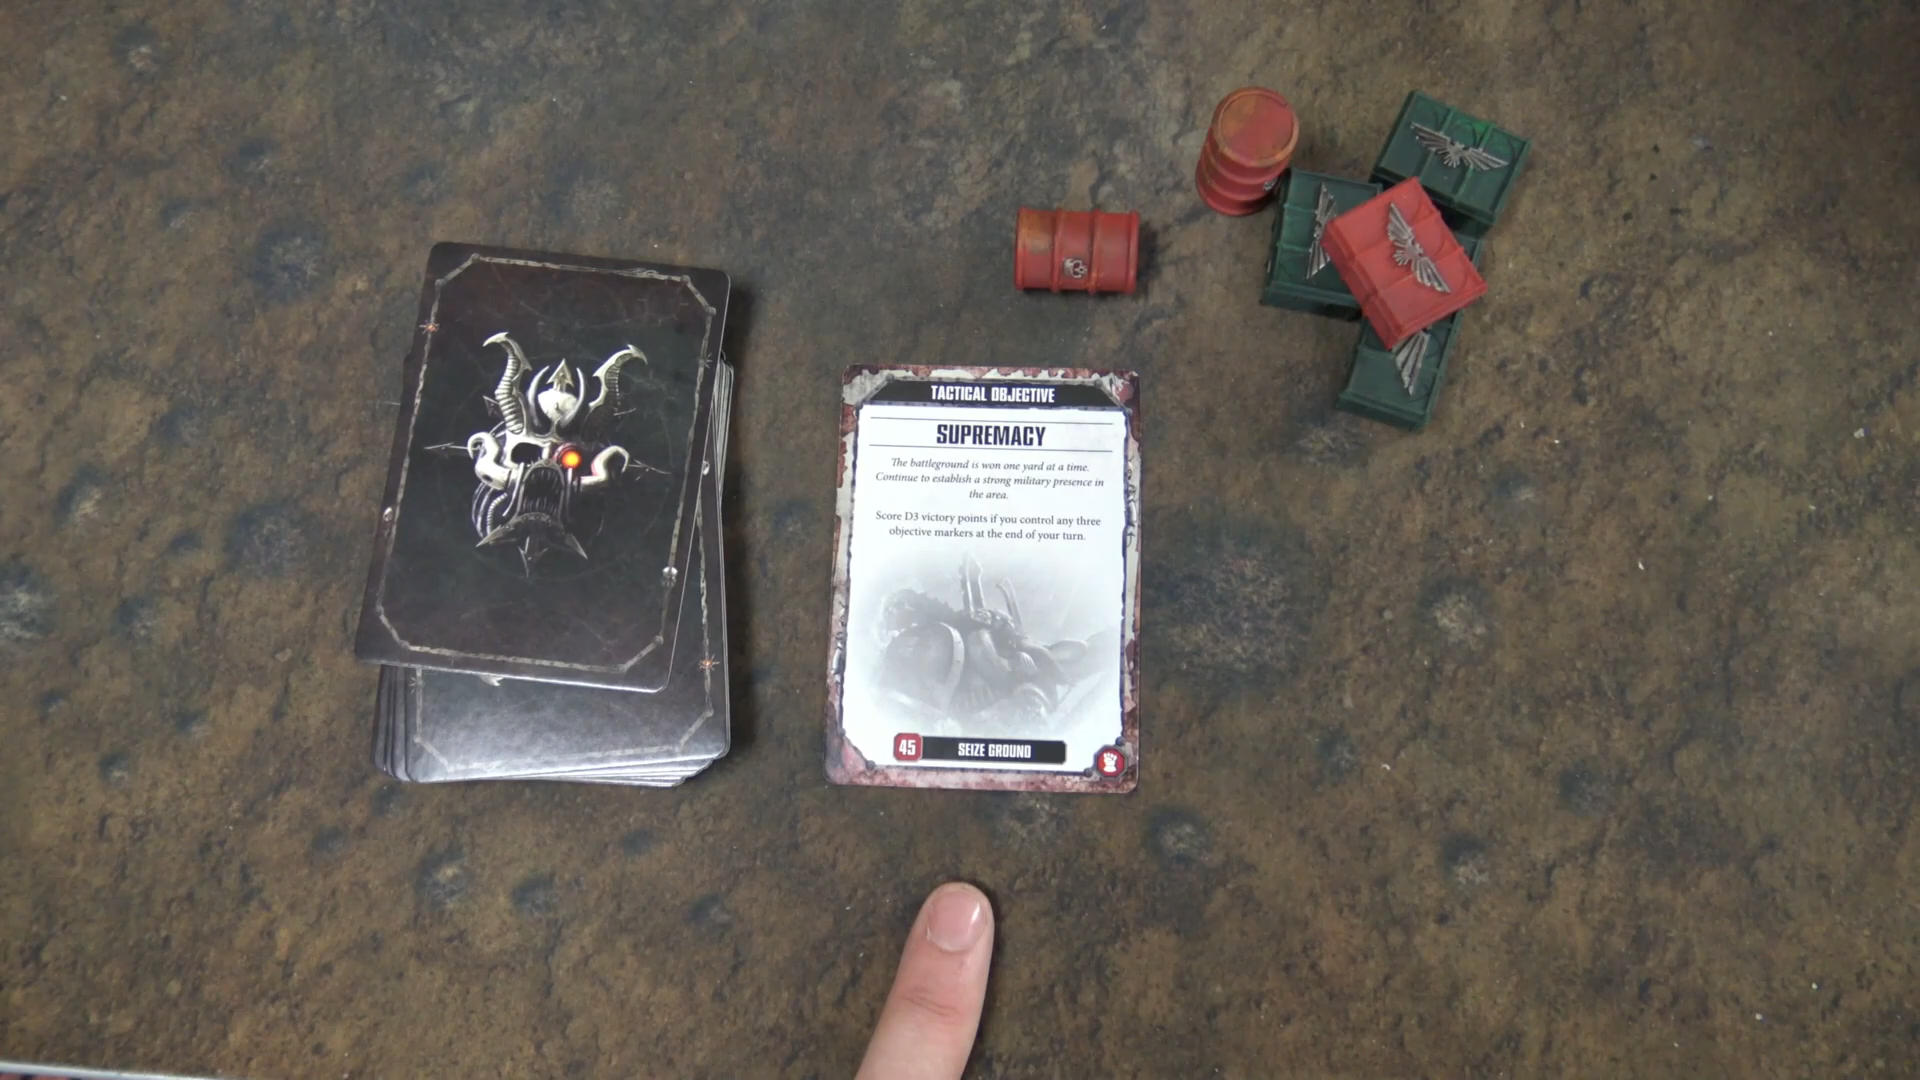 TACTICAL OBJECTIVE
SUPREMACY
The battleground is won one yard at a time.
Continue to establish a strong military presence in
the area.
Score D3 victory points if you control any three
objective markers at the end of your turn.
45 SEIZE GROUND